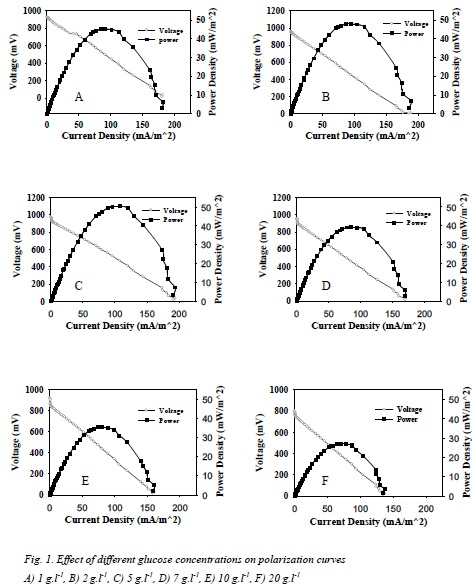 1000
800
600
400
200
0
Voltage (mV)
Voltage
power
A
50
40
30
20
10
0
Power Density (mW/m^2)
0 50 100 150 200
Current Density (mA/m^2)
1200
1000
800
600
400
200
0
Voltage (mV)
Voltage
Power
B
50
40
30
20
10
0
Power Density (mW/m^2)
0 50 100 150 200
Current Density (mA/m^2)
1200
1000
800
600
400
200
0
Voltage (mV)
Voltage
Power
C
50
40
30
20
10
0
Power Density (mW/m^2)
0 50 100 150 200
Current Density (mA/m^2)
1200
1000
800
600
400
200
0
Voltage (mV)
Voltage
Power
D
50
40
30
20
10
0
Power Density (mW/m^2)
0 50 100 150 200
Current Density (mA/m^2)
1000
800
600
400
200
0
Voltage (mV)
Voltage
Power
E
50
40
30
20
10
0
Power Density (mW/m^2)
0 50 100 150 200
Current Density (mA/m^2)
1000
800
600
400
200
0
Voltage (mV)
Voltage
Power
F
50
40
30
20
10
0
Power Density (mW/m^2)
0 50 100 150 200
Current Density (mA/m^2)
Fig. 1. Effect of different glucose concentrations on polarization curves
A) 1 g.l⁻¹, B) 2 g.l⁻¹, C) 5 g.l⁻¹, D) 7 g.l⁻¹, E) 10 g.l⁻¹, F) 20 g.l⁻¹